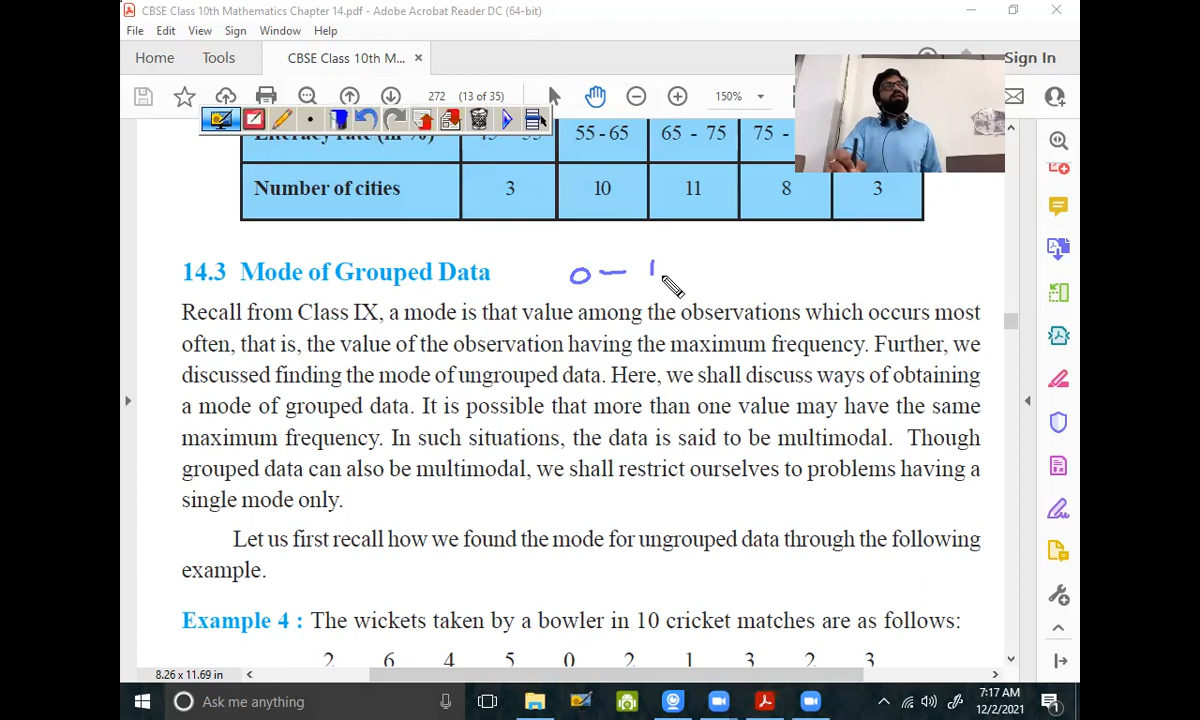 CBSE Class 10th Mathematics Chapter 14.pdf - Adobe Acrobat Reader DC (64-bit)
File Edit View Sign Window Help
Home Tools CBSE Class 10th M... × Sign In
272 (13 of 35) 150%
55 - 65 65 - 75 75 -
Number of cities 3 10 11 8 3
14.3 Mode of Grouped Data 0 - 1
Recall from Class IX, a mode is that value among the observations which occurs most
often, that is, the value of the observation having the maximum frequency. Further, we
discussed finding the mode of ungrouped data. Here, we shall discuss ways of obtaining
a mode of grouped data. It is possible that more than one value may have the same
maximum frequency. In such situations, the data is said to be multimodal. Though
grouped data can also be multimodal, we shall restrict ourselves to problems having a
single mode only.
Let us first recall how we found the mode for ungrouped data through the following
example.
Example 4 : The wickets taken by a bowler in 10 cricket matches are as follows:
2 6 4 5 0 2 1 3 2 3
8.26 x 11.69 in
Ask me anything
7:17 AM
12/2/2021
1